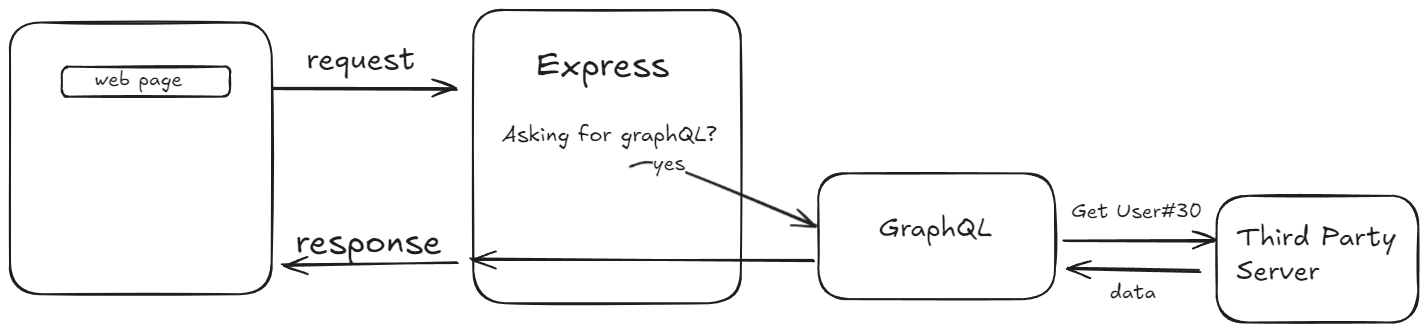 web page
request
Express
Asking for graphQL?
yes
GraphQL
Get User#30
Third Party
Server
response
data